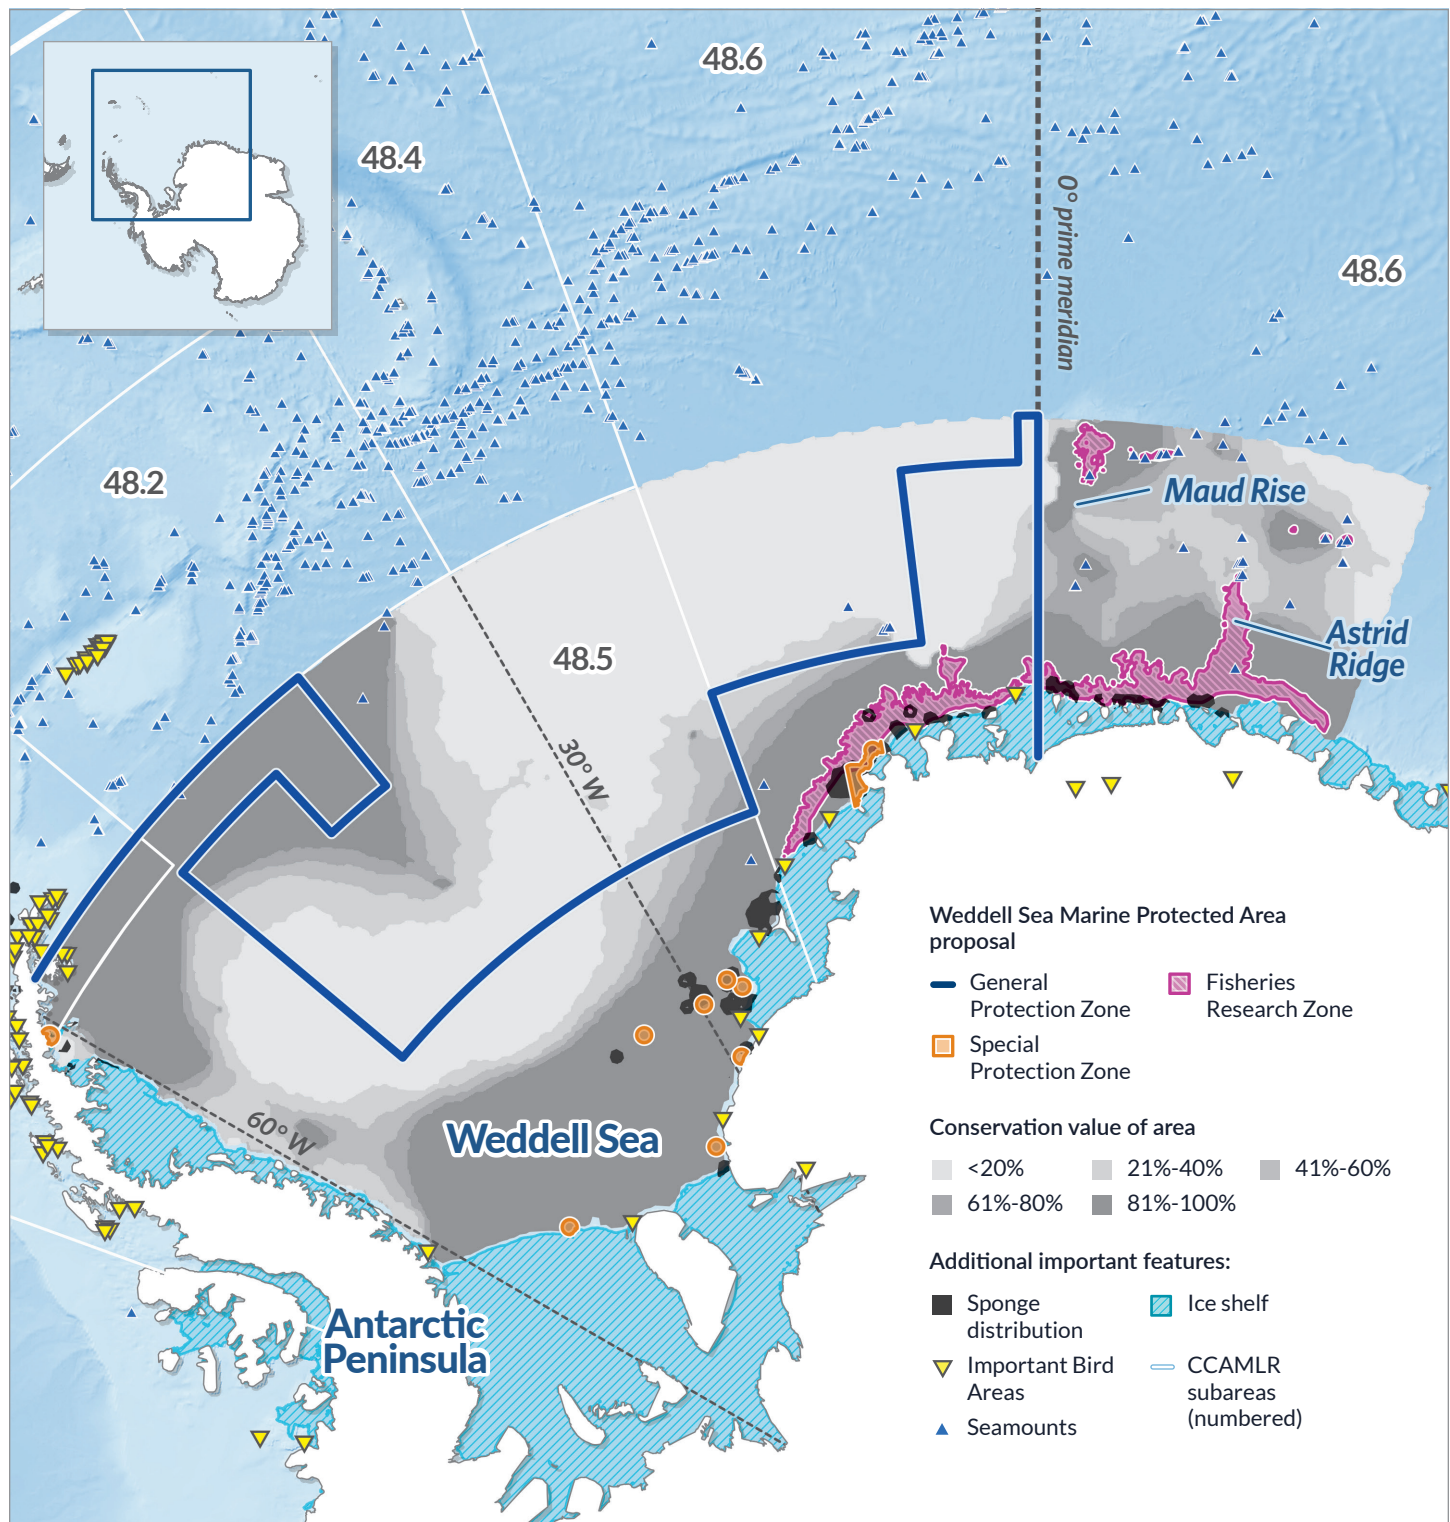 48.6
48.4
0° prime meridian
48.6
48.2
Maud Rise
Astrid
Ridge
48.5
30° W
Weddell Sea Marine Protected Area
proposal
General
Protection Zone
Fisheries
Research Zone
Special
Protection Zone
60° W
Weddell Sea
Conservation value of area
<20%
21%-40%
41%-60%
61%-80%
81%-100%
Additional important features:
Sponge
distribution
Ice shelf
Antarctic
Peninsula
Important Bird
Areas
CCAMLR
subareas
(numbered)
Seamounts